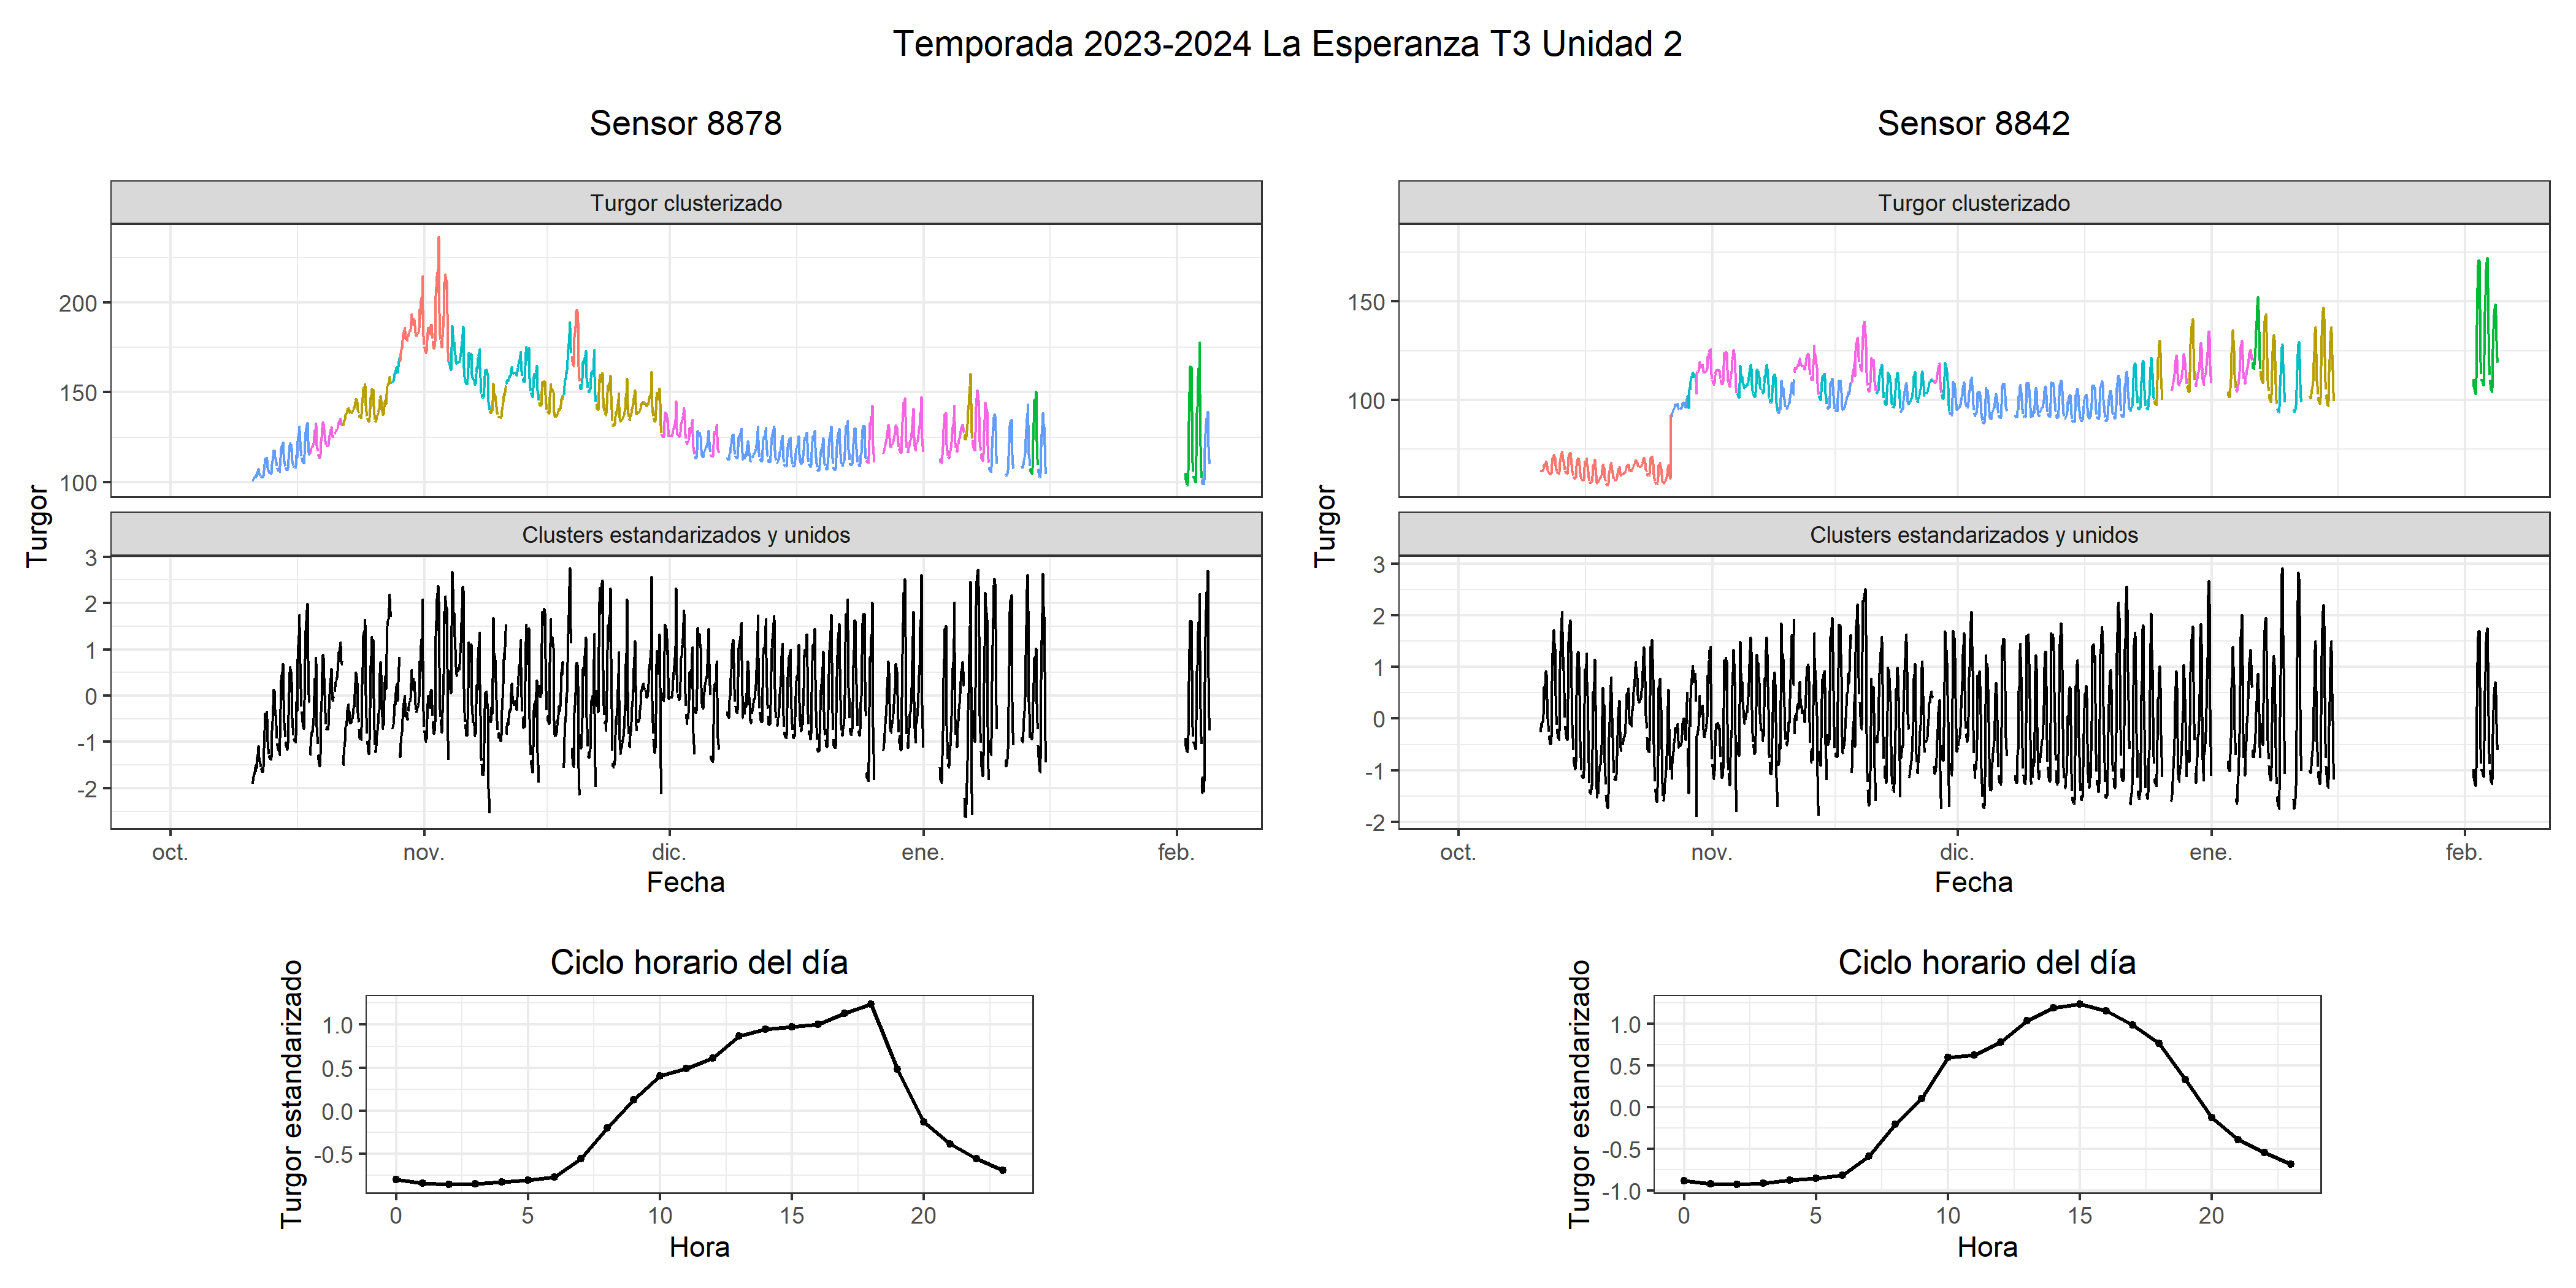 Temporada 2023-2024 La Esperanza T3 Unidad 2
Sensor 8878
Turgor clusterizado
200
150
100
Turgor
Clusters estandarizados y unidos
3
2
1
0
-1
-2
oct. nov. dic. ene. feb.
Fecha
Ciclo horario del día
Turgor estandarizado
1.0
0.5
0.0
-0.5
0 5 10 15 20
Hora
Sensor 8842
Turgor clusterizado
150
100
Turgor
Clusters estandarizados y unidos
3
2
1
0
-1
-2
oct. nov. dic. ene. feb.
Fecha
Ciclo horario del día
Turgor estandarizado
1.0
0.5
0.0
-0.5
-1.0
0 5 10 15 20
Hora